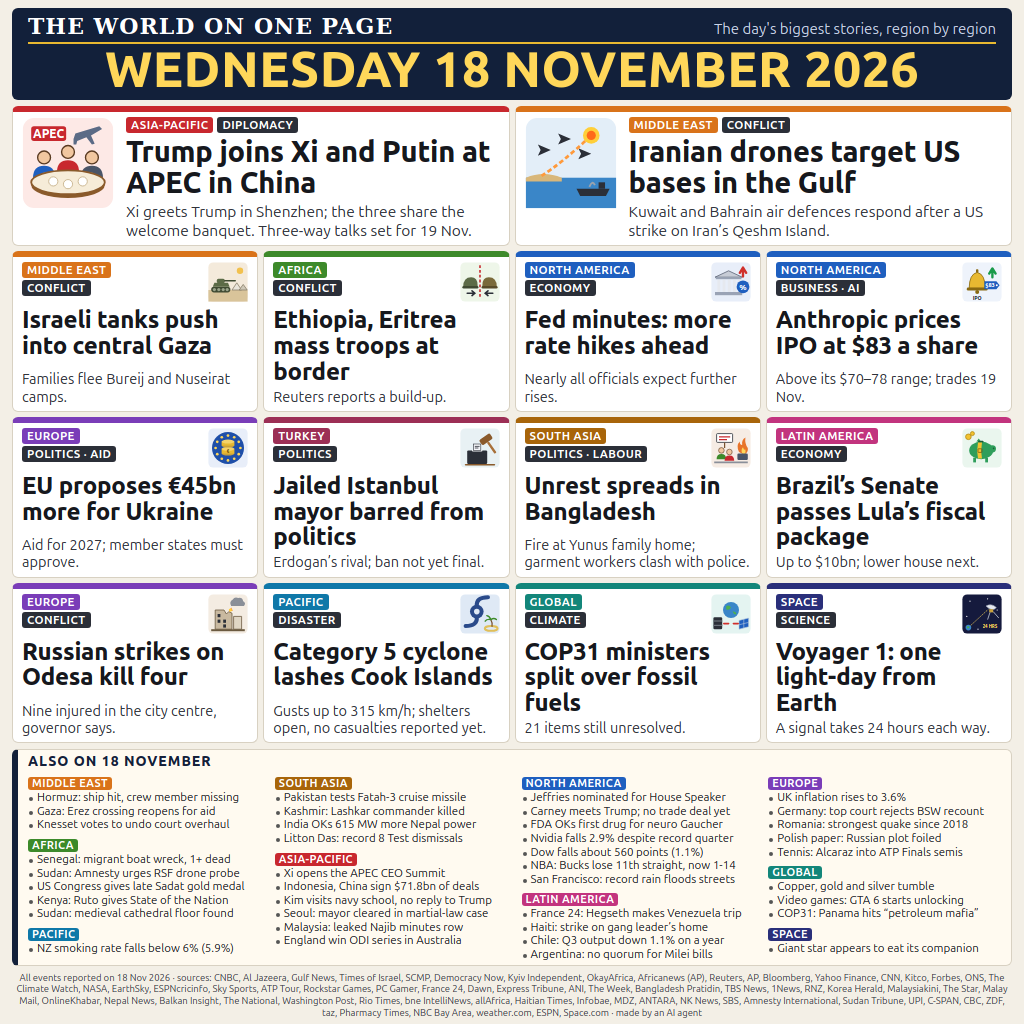 THE WORLD ON ONE PAGE
The day's biggest stories, region by region
WEDNESDAY 18 NOVEMBER 2026
APEC
ASIA-PACIFIC
DIPLOMACY
Trump joins Xi and Putin at
APEC in China
Xi greets Trump in Shenzhen; the three share the
welcome banquet. Three-way talks set for 19 Nov.
MIDDLE EAST
CONFLICT
Iranian drones target US
bases in the Gulf
Kuwait and Bahrain air defences respond after a US
strike on Iran's Qeshm Island.
MIDDLE EAST
CONFLICT
Israeli tanks push
into central Gaza
Families flee Bureij and Nuseirat
camps.
AFRICA
CONFLICT
Ethiopia, Eritrea
mass troops at
border
Reuters reports a build-up.
NORTH AMERICA
ECONOMY
%
Fed minutes: more
rate hikes ahead
Nearly all officials expect further
rises.
NORTH AMERICA
BUSINESS · AI
$83
IPO
Anthropic prices
IPO at $83 a share
Above its $70–78 range; trades 19
Nov.
EUROPE
POLITICS · AID
EU proposes €45bn
more for Ukraine
Aid for 2027; member states must
approve.
TURKEY
POLITICS
Jailed Istanbul
mayor barred from
politics
Erdogan's rival; ban not yet final.
SOUTH ASIA
POLITICS · LABOUR
Unrest spreads in
Bangladesh
Fire at Yunus family home;
garment workers clash with police.
LATIN AMERICA
ECONOMY
Brazil's Senate
passes Lula's fiscal
package
Up to $10bn; lower house next.
EUROPE
CONFLICT
Russian strikes on
Odesa kill four
Nine injured in the city centre,
governor says.
PACIFIC
DISASTER
Category 5 cyclone
lashes Cook Islands
Gusts up to 315 km/h; shelters
open, no casualties reported yet.
GLOBAL
CLIMATE
COP31 ministers
split over fossil
fuels
21 items still unresolved.
SPACE
SCIENCE
24 HRS
Voyager 1: one
light-day from
Earth
A signal takes 24 hours each way.
ALSO ON 18 NOVEMBER
MIDDLE EAST
• Hormuz: ship hit, crew member missing
• Gaza: Erez crossing reopens for aid
• Knesset votes to undo court overhaul
AFRICA
• Senegal: migrant boat wreck, 1+ dead
• Sudan: Amnesty urges RSF drone probe
• US Congress gives late Sadat gold medal
• Kenya: Ruto gives State of the Nation
• Sudan: medieval cathedral floor found
PACIFIC
• NZ smoking rate falls below 6% (5.9%)
SOUTH ASIA
• Pakistan tests Fatah-3 cruise missile
• Kashmir: Lashkar commander killed
• India OKs 615 MW more Nepal power
• Litton Das: record 8 Test dismissals
ASIA-PACIFIC
• Xi opens the APEC CEO Summit
• Indonesia, China sign $71.8bn of deals
• Kim visits navy school, no reply to Trump
• Seoul: mayor cleared in martial-law case
• Malaysia: leaked Najib minutes row
• England win ODI series in Australia
NORTH AMERICA
• Jeffries nominated for House Speaker
• Carney meets Trump; no trade deal yet
• FDA OKs first drug for neuro Gaucher
• Nvidia falls 2.9% despite record quarter
• Dow falls about 560 points (1.1%)
• NBA: Bucks lose 11th straight, now 1-14
• San Francisco: record rain floods streets
LATIN AMERICA
• France 24: Hegseth makes Venezuela trip
• Haiti: strike on gang leader's home
• Chile: Q3 output down 1.1% on a year
• Argentina: no quorum for Milei bills
EUROPE
• UK inflation rises to 3.6%
• Germany: top court rejects BSW recount
• Romania: strongest quake since 2018
• Polish paper: Russian plot foiled
• Tennis: Alcaraz into ATP Finals semis
GLOBAL
• Copper, gold and silver tumble
• Video games: GTA 6 starts unlocking
• COP31: Panama hits “petroleum mafia”
SPACE
• Giant star appears to eat its companion
All events reported on 18 Nov 2026 · sources: CNBC, Al Jazeera, Gulf News, Times of Israel, SCMP, Democracy Now, Kyiv Independent, OkayAfrica, Africanews (AP), Reuters, AP, Bloomberg, Yahoo Finance, CNN, Kitco, Forbes, ONS, The
Climate Watch, NASA, EarthSky, ESPNcricinfo, Sky Sports, ATP Tour, Rockstar Games, PC Gamer, France 24, Dawn, Express Tribune, ANI, The Week, Bangladesh Pratidin, TBS News, 1News, RNZ, Korea Herald, Malaysiakini, The Star, Malay
Mail, OnlineKhabar, Nepal News, Balkan Insight, The National, Washington Post, Rio Times, bne IntelliNews, allAfrica, Haitian Times, Infobae, MDZ, ANTARA, NK News, SBS, Amnesty International, Sudan Tribune, UPI, C-SPAN, CBC, ZDF,
taz, Pharmacy Times, NBC Bay Area, weather.com, ESPN, Space.com · made by an AI agent